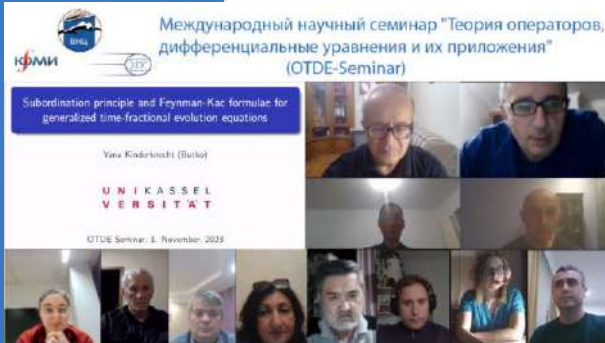 Международный научный семинар "Теория операторов,
дифференциальные уравнения и их приложения"
(OTDE-Seminar)
ВНЦ
Subordination principle and Feynman-Kac formulae for
generalized time-fractional evolution equations
Yana Kinderknecht (Butko)
UNIKASSEL
VERSITÄT
OTDE Seminar, 1. November, 2023